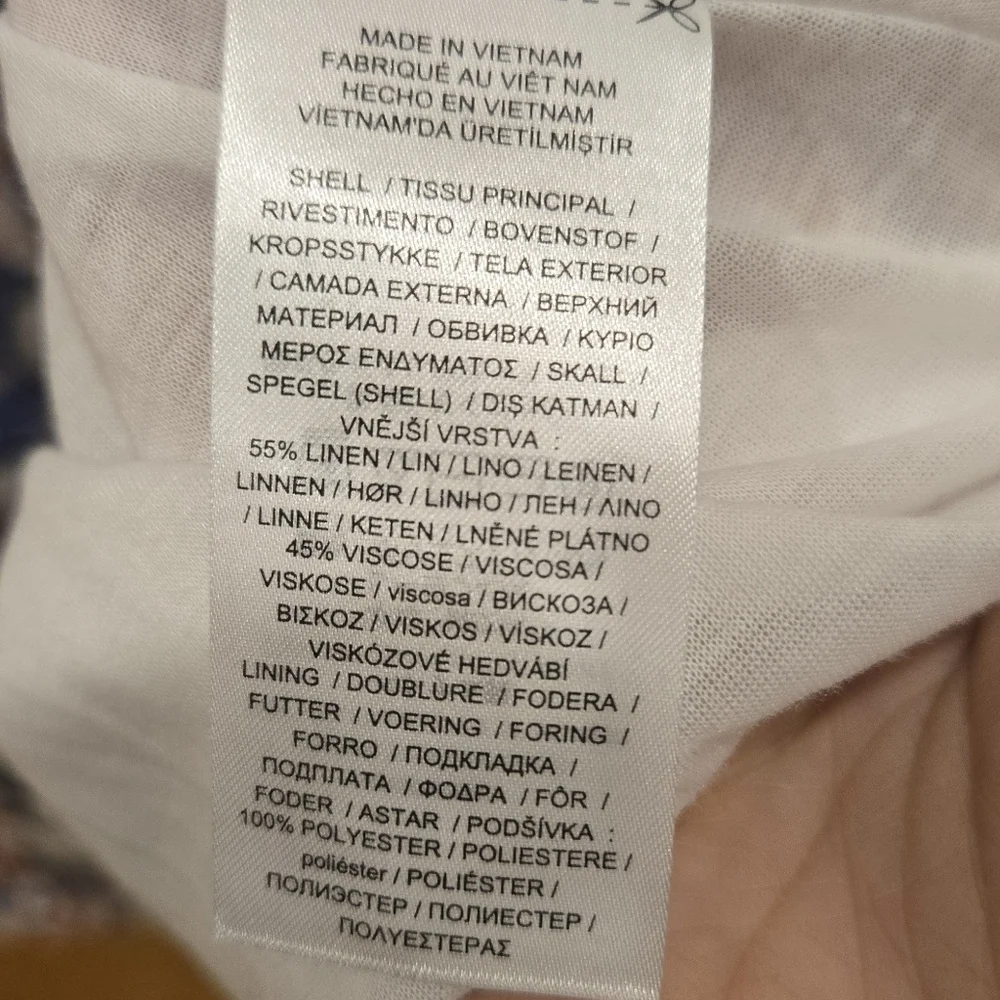 MADE IN VIETNAM
FABRIQUÉ AU VIÊT NAM
HECHO EN VIETNAM
VİETNAM'DA ÜRETİLMİŞTİR
SHELL / TISSU PRINCIPAL /
RIVESTIMENTO / BOVENSTOF /
KROPSSTYKKE / TELA EXTERIOR
/ CAMADA EXTERNA / ВЕРХНИЙ
МАТЕРИАЛ / ОБВИВКА / ΚΥΡΙΟ
ΜΕΡΟΣ ΕΝΔΥΜΑΤΟΣ / SKALL /
SPEGEL (SHELL) / DIŞ KATMAN /
VNĚJŠÍ VRSTVA :
55% LINEN / LIN / LINO / LEINEN /
LINNEN / HØR / LINHO / ЛЕН / ΛΙΝΟ
/ LINNE / KETEN / LNĚNÉ PLÁTNO
45% VISCOSE / VISCOSA /
VISKOSE / viscosa / ВИСКОЗА /
ΒΙΣΚΟΖ / VISKOS / VİSKOZ /
VISKÓZOVÉ HEDVÁBÍ
LINING / DOUBLURE / FODERA /
FUTTER / VOERING / FORING /
FORRO / ПОДКЛАДКА /
ПОДПЛАТА / ΦΟΔΡΑ / FÔR /
FODER / ASTAR / PODŠÍVKA :
100% POLYESTER / POLIESTERE /
poliéster / POLIÉSTER /
ПОЛИЭСТЕР / ПОЛИЕСТЕР /
ΠΟΛΥΕΣΤΕΡΑΣ